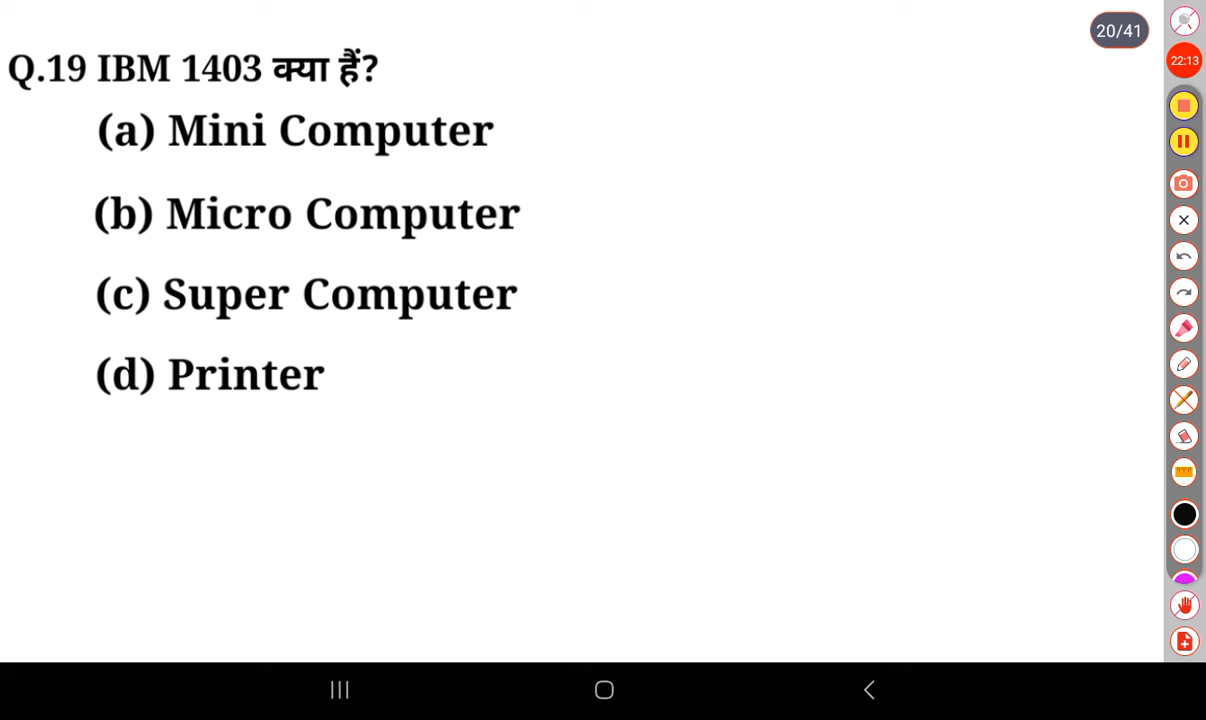 20/41
22:13
Q.19 IBM 1403 क्या हैं?
(a) Mini Computer
(b) Micro Computer
(c) Super Computer
(d) Printer